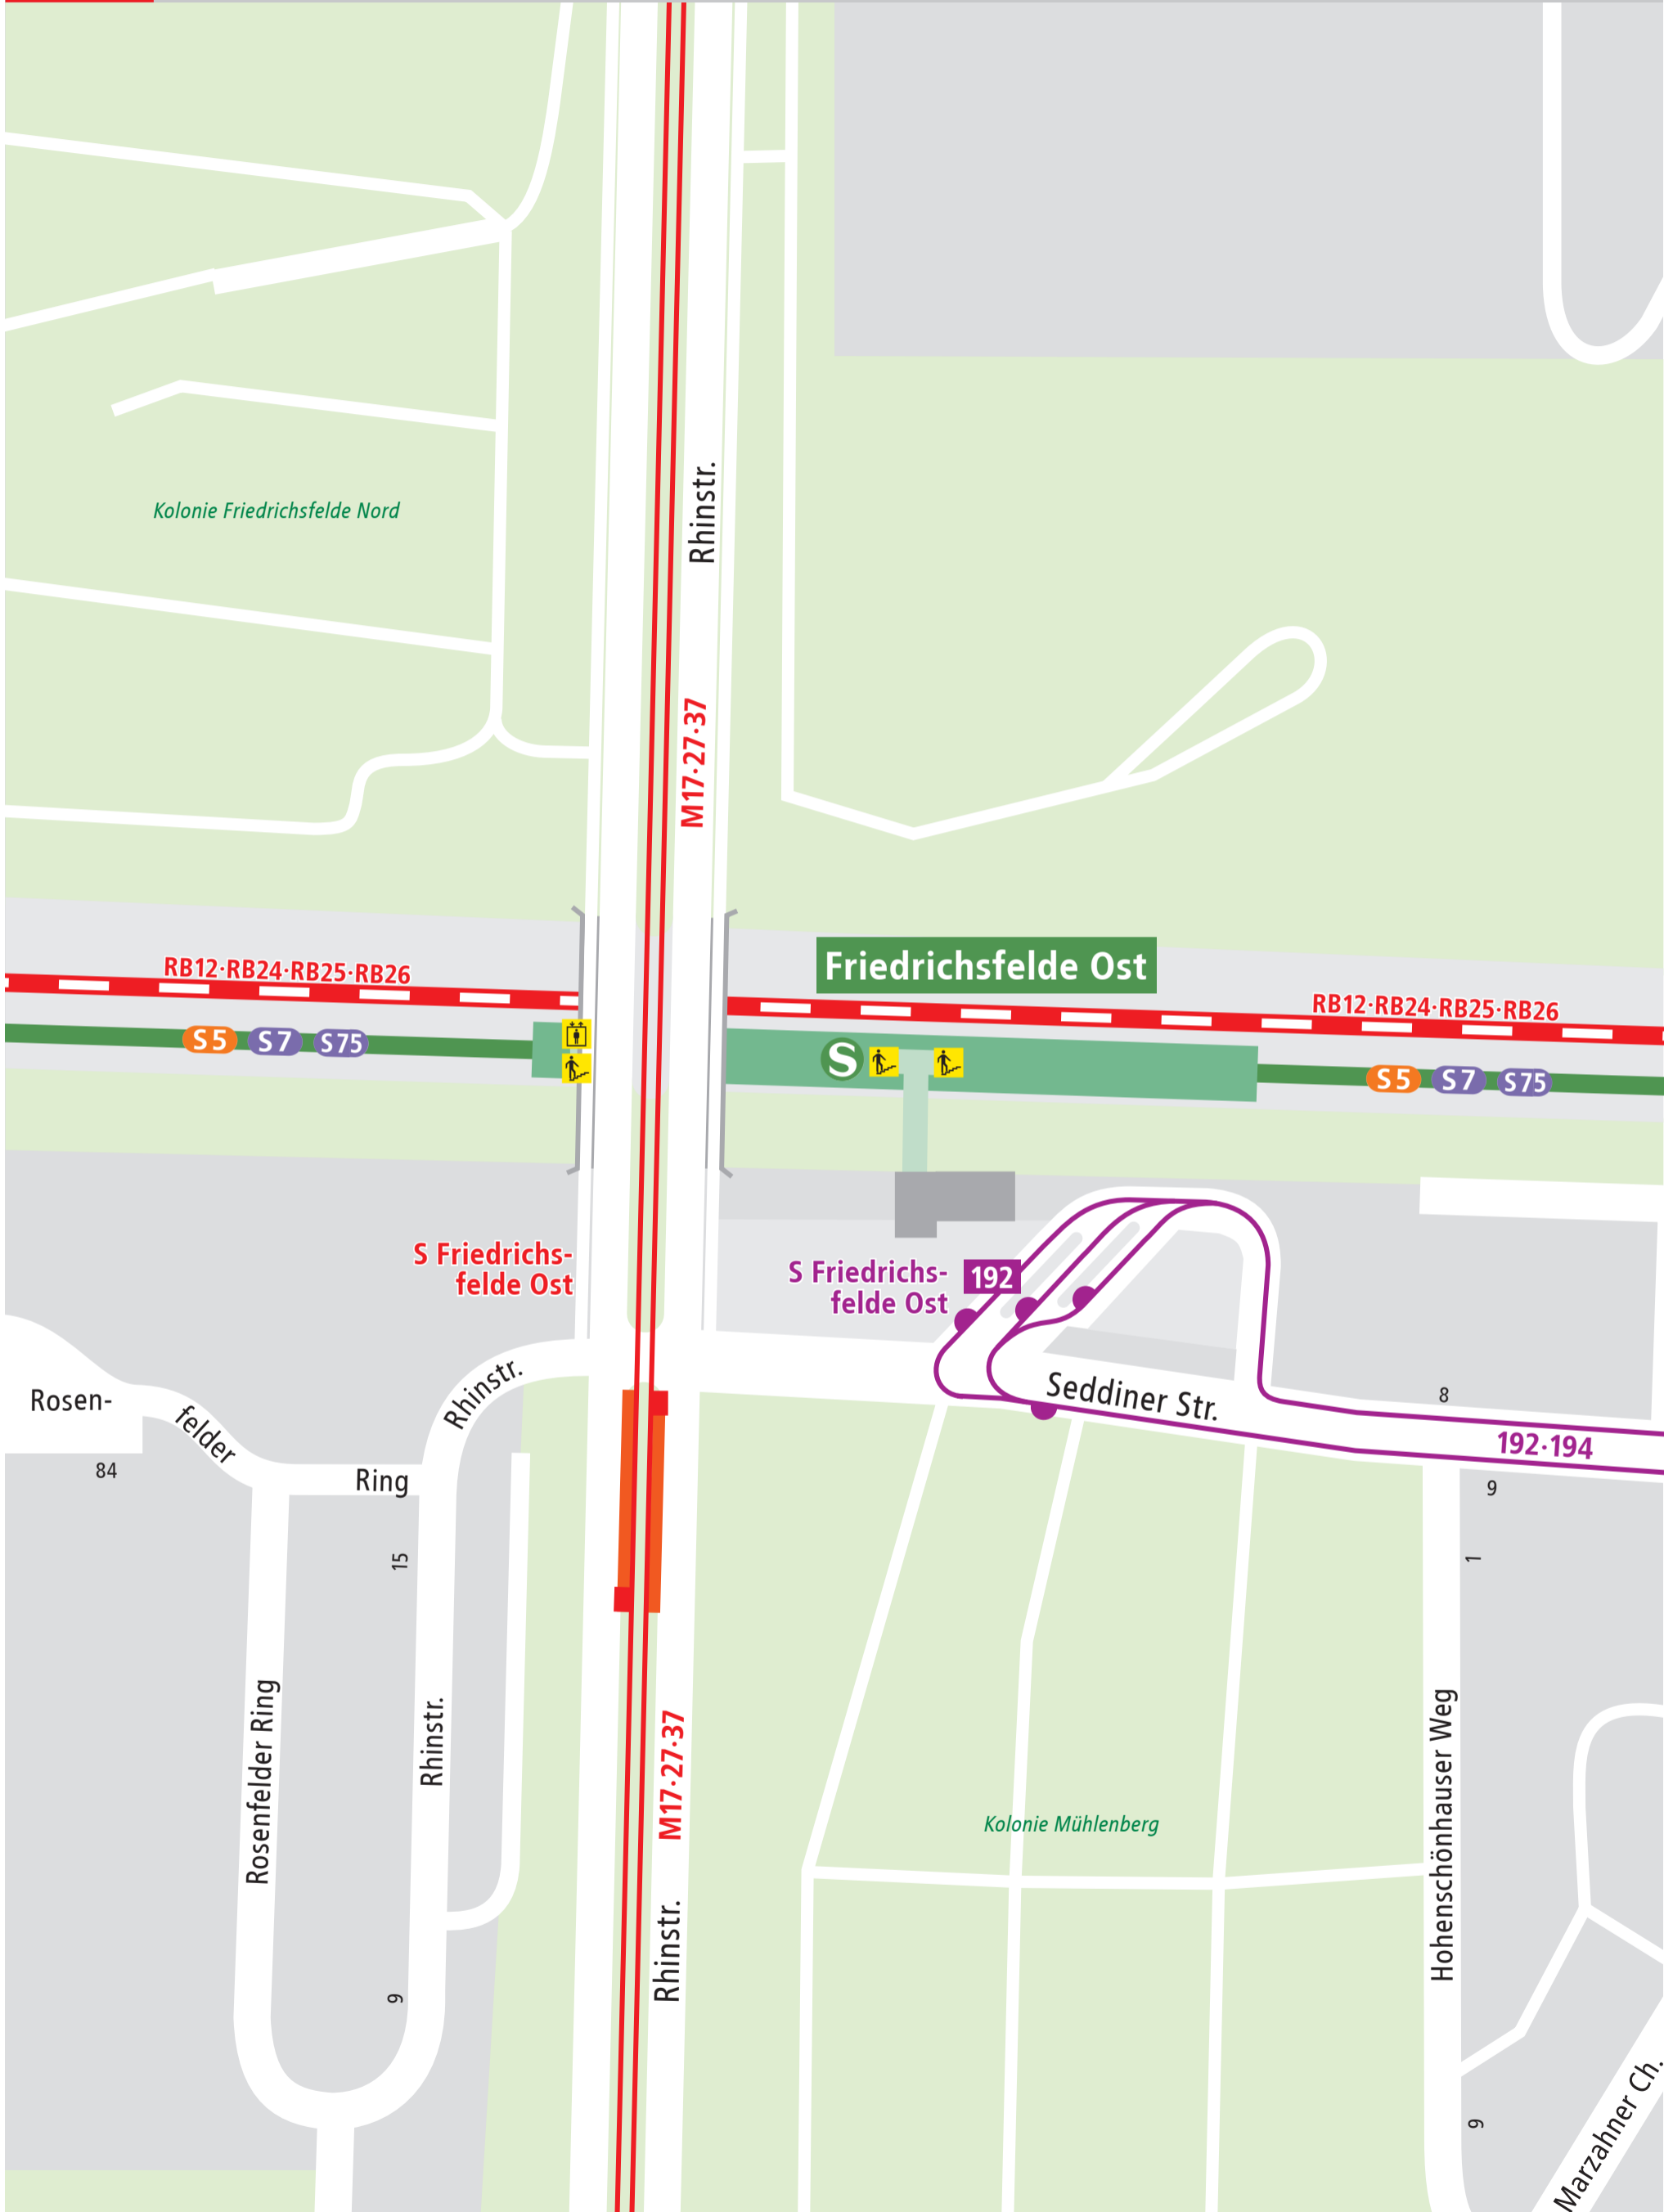 Rhinstr.
Kolonie Friedrichsfelde Nord
M17·27·37
Friedrichsfelde Ost
RB12·RB24·RB25·RB26
RB12·RB24·RB25·RB26
S5 S7 S75
S
S5 S7 S75
S Friedrichs-
felde Ost
S Friedrichs-
felde Ost
192
Rhinstr.
Seddiner Str.
Rosen-
felder
Ring
8
192·194
84
9
15
1
Rosenfelder Ring
Rhinstr.
M17·27·37
Hohenschönhauser Weg
Kolonie Mühlenberg
Rhinstr.
9
Marzahner Ch.
9